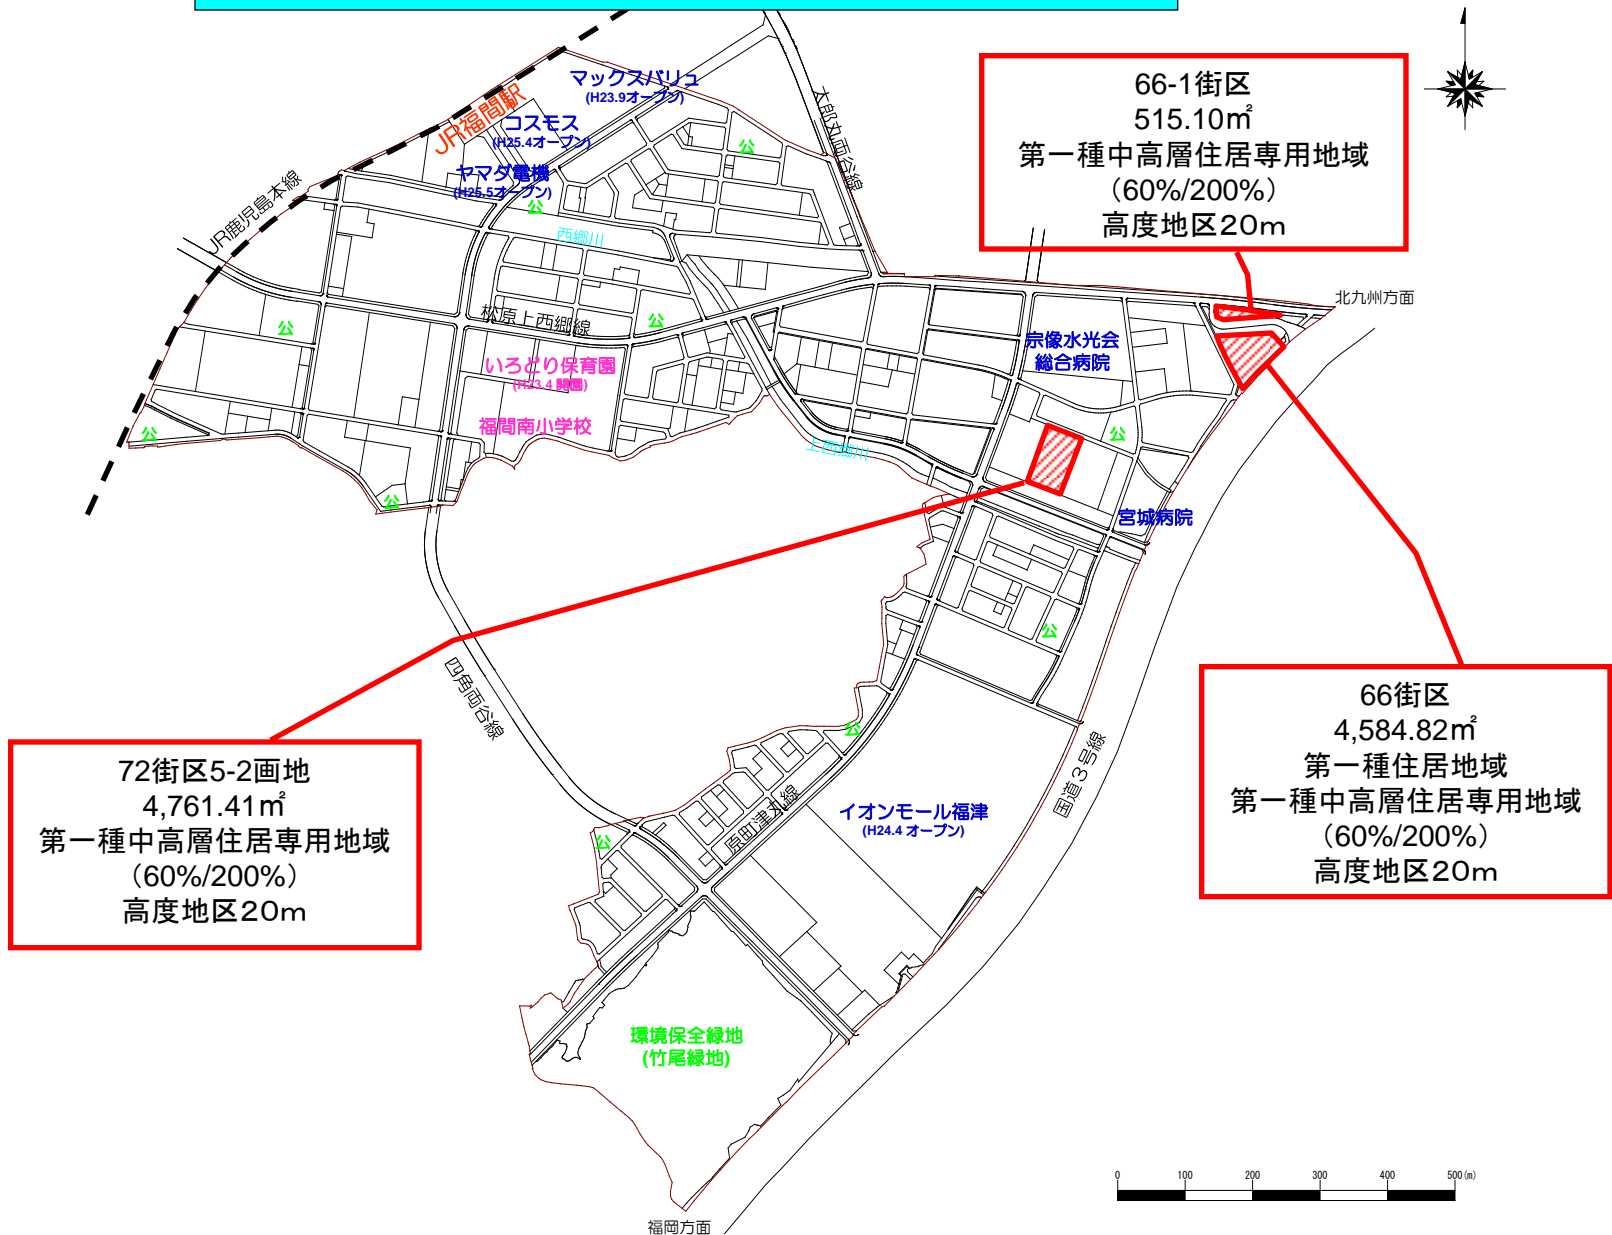 マックスバリュ
(H23.9オープン)
JR福間駅
コスモス
(H25.4オープン)
ヤマダ電機
(H25.5オープン)
公
公
太郎丸両谷線
66-1街区
515.10㎡
第一種中高層住居専用地域
（60%/200%）
高度地区20m
JR鹿児島本線
西郷川
北九州方面
松原上西郷線
公
公
いろどり保育園
(H23.4 開園)
福間南小学校
宗像水光会
総合病院
公
公
上西郷川
公
宮城病院
公
四角両谷線
公
66街区
4,584.82㎡
第一種住居地域
第一種中高層住居専用地域
（60%/200%）
高度地区20m
72街区5-2画地
4,761.41㎡
第一種中高層住居専用地域
（60%/200%）
高度地区20m
国道３号線
原町津丸線
イオンモール福津
(H24.4 オープン)
公
環境保全緑地
(竹尾緑地)
0 100 200 300 400 500(m)
福岡方面